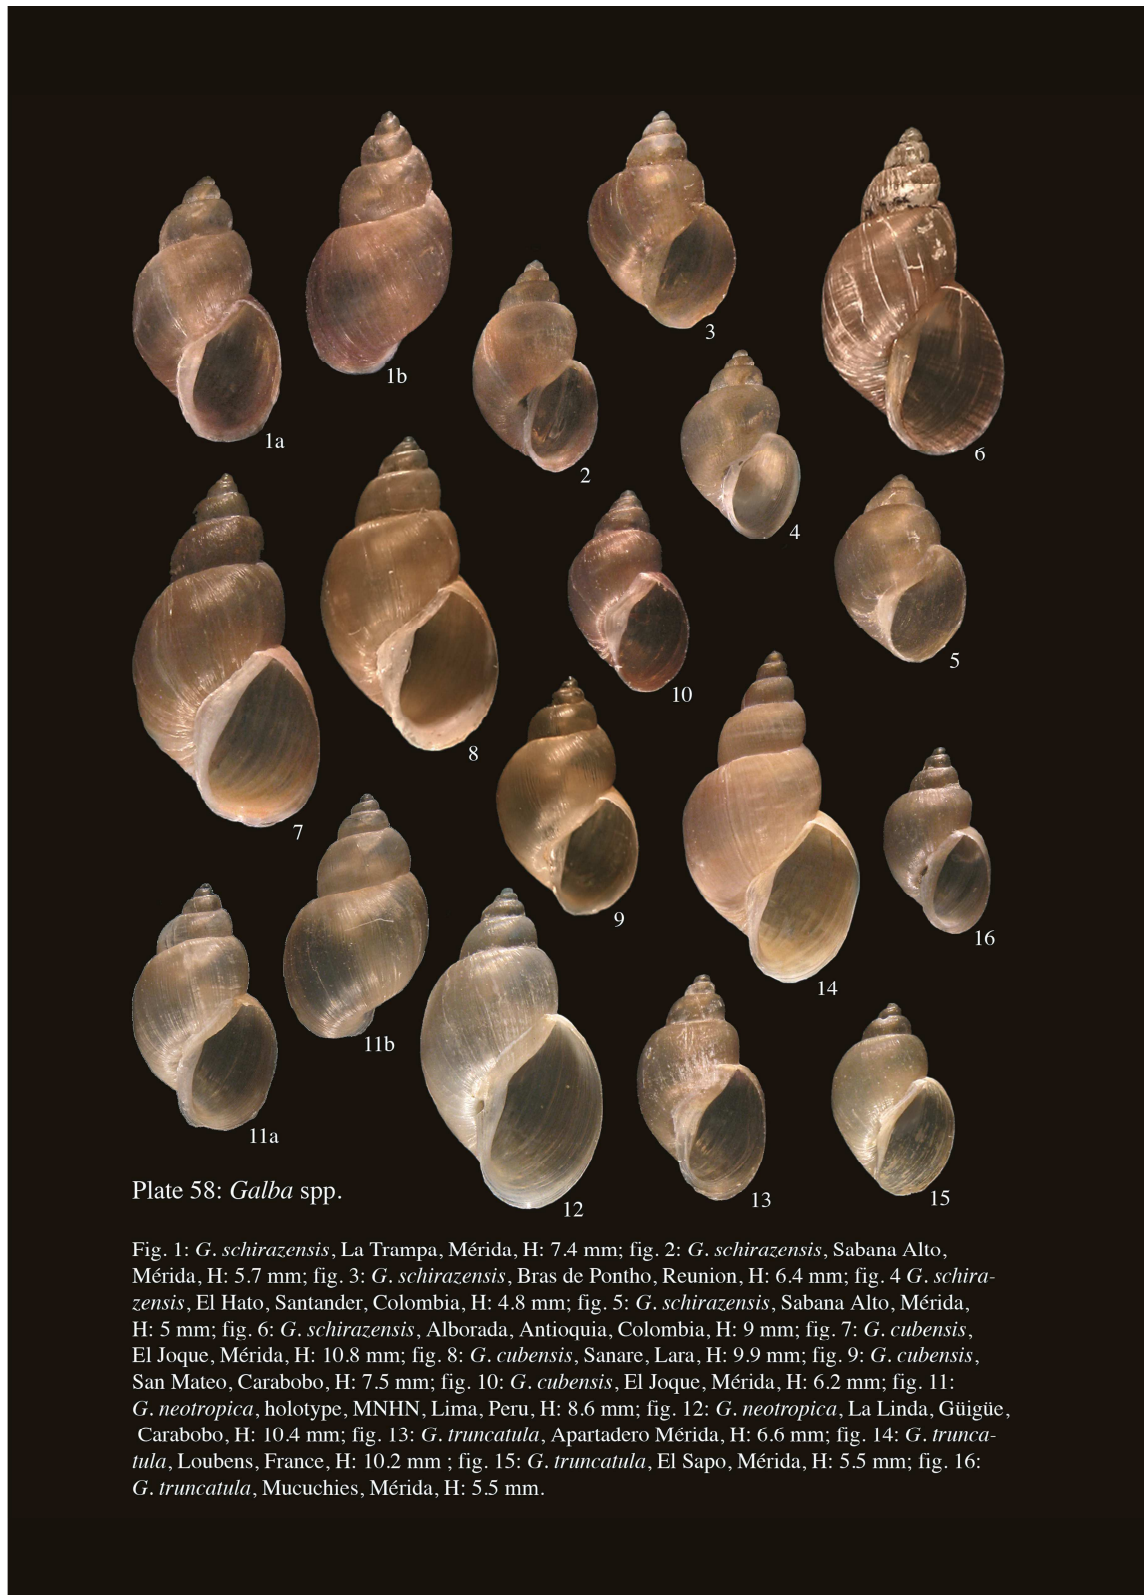 1a
1b
2
3
4
5
6
7
8
9
10
11a
11b
12
13
14
15
16
Plate 58: Galba spp.
Fig. 1: G. schirazensis, La Trampa, Mérida, H: 7.4 mm; fig. 2: G. schirazensis, Sabana Alto,
Mérida, H: 5.7 mm; fig. 3: G. schirazensis, Bras de Pontho, Reunion, H: 6.4 mm; fig. 4 G. schira-
zensis, El Hato, Santander, Colombia, H: 4.8 mm; fig. 5: G. schirazensis, Sabana Alto, Mérida,
H: 5 mm; fig. 6: G. schirazensis, Alborada, Antioquia, Colombia, H: 9 mm; fig. 7: G. cubensis,
El Joque, Mérida, H: 10.8 mm; fig. 8: G. cubensis, Sanare, Lara, H: 9.9 mm; fig. 9: G. cubensis,
San Mateo, Carabobo, H: 7.5 mm; fig. 10: G. cubensis, El Joque, Mérida, H: 6.2 mm; fig. 11:
G. neotropica, holotype, MNHN, Lima, Peru, H: 8.6 mm; fig. 12: G. neotropica, La Linda, Güigüe,
Carabobo, H: 10.4 mm; fig. 13: G. truncatula, Apartadero Mérida, H: 6.6 mm; fig. 14: G. trunca-
tula, Loubens, France, H: 10.2 mm ; fig. 15: G. truncatula, El Sapo, Mérida, H: 5.5 mm; fig. 16:
G. truncatula, Mucuchies, Mérida, H: 5.5 mm.